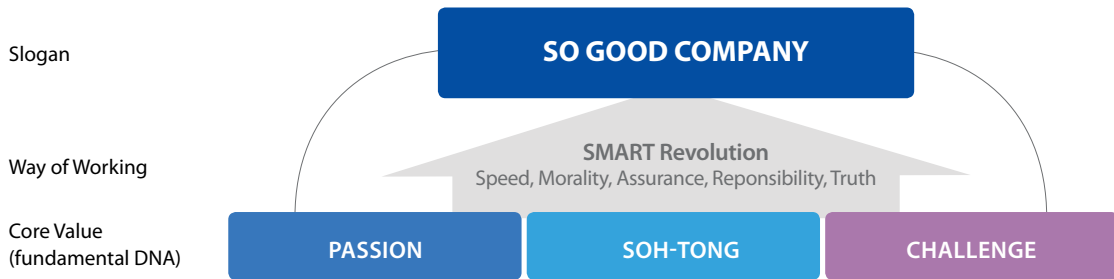 Slogan
SO GOOD COMPANY
Way of Working
SMART Revolution
Speed, Morality, Assurance, Reponsibility, Truth
Core Value
(fundamental DNA)
PASSION
SOH-TONG
CHALLENGE